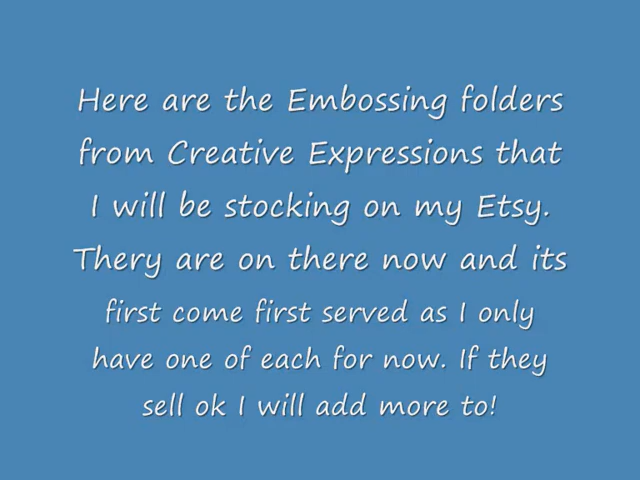 Here are the Embossing folders
from Creative Expressions that
I will be stocking on my Etsy.
Thery are on there now and its
first come first served as I only
have one of each for now. If they
sell ok I will add more to!